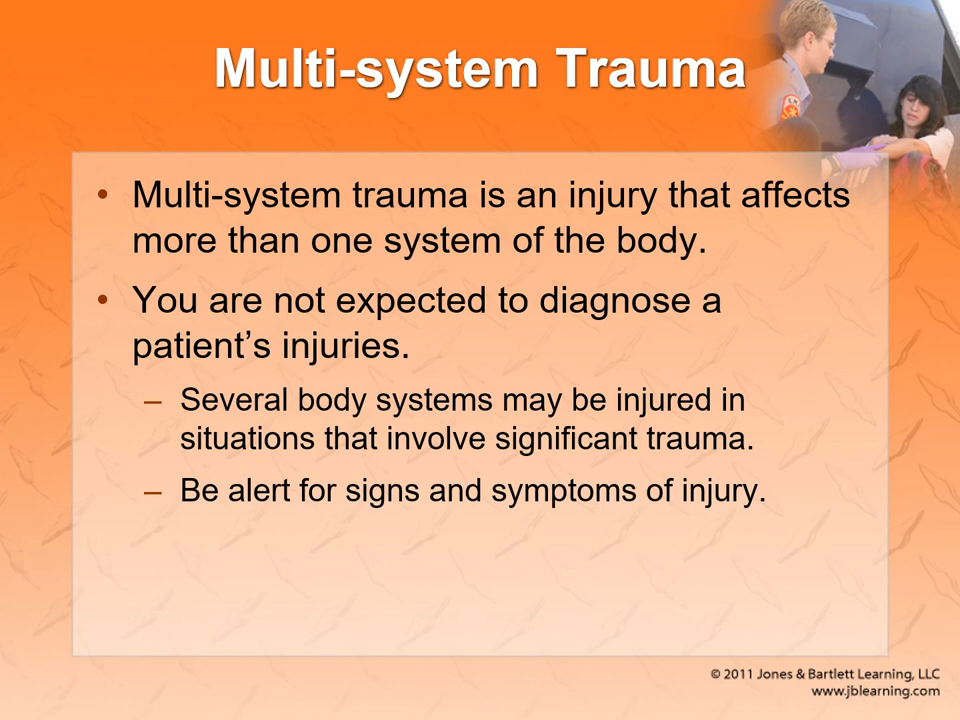 Multi-system Trauma
• Multi-system trauma is an injury that affects
more than one system of the body.
• You are not expected to diagnose a
patient’s injuries.
– Several body systems may be injured in
situations that involve significant trauma.
– Be alert for signs and symptoms of injury.
© 2011 Jones & Bartlett Learning, LLC
www.jblearning.com